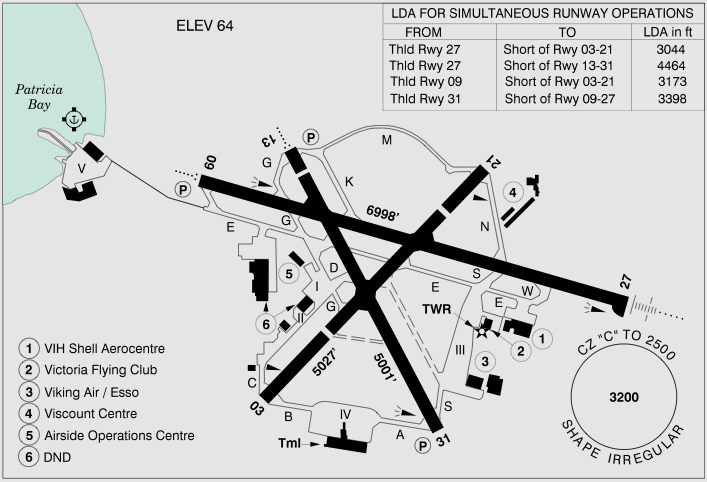 ELEV 64
LDA FOR SIMULTANEOUS RUNWAY OPERATIONS
FROM TO LDA in ft
Thld Rwy 27 Short of Rwy 03-21 3044
Thld Rwy 27 Short of Rwy 13-31 4464
Thld Rwy 09 Short of Rwy 03-21 3173
Thld Rwy 31 Short of Rwy 09-27 3398
Patricia
Bay
V
13
P
M
21
09
P
G
K
4
6998'
N
E
G
5
D
I
S
E
W
27
G
II
6
TWR
E
1
2
III
3
5027'
5001'
C
03
B
IV
A
S
Tml
P
31
1 VIH Shell Aerocentre
2 Victoria Flying Club
3 Viking Air / Esso
4 Viscount Centre
5 Airside Operations Centre
6 DND
CZ "C" TO 2500
3200
SHAPE IRREGULAR